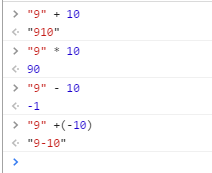 > "9" + 10
< "910"
> "9" * 10
< 90
> "9" - 10
< -1
> "9" +(-10)
< "9-10"
>